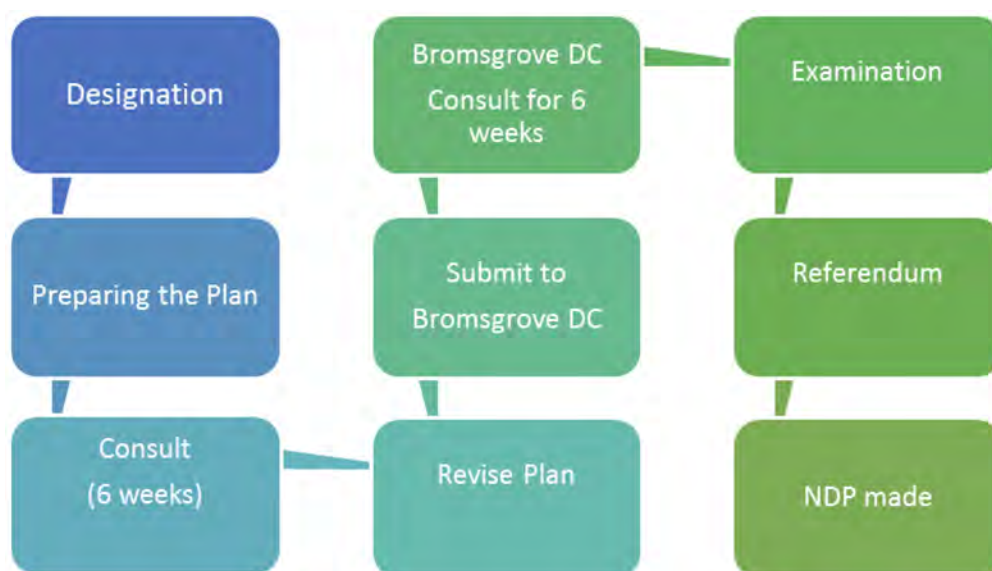 Designation
Preparing the Plan
Consult
(6 weeks)
Revise Plan
Submit to
Bromsgrove DC
Bromsgrove DC
Consult for 6
weeks
Examination
Referendum
NDP made